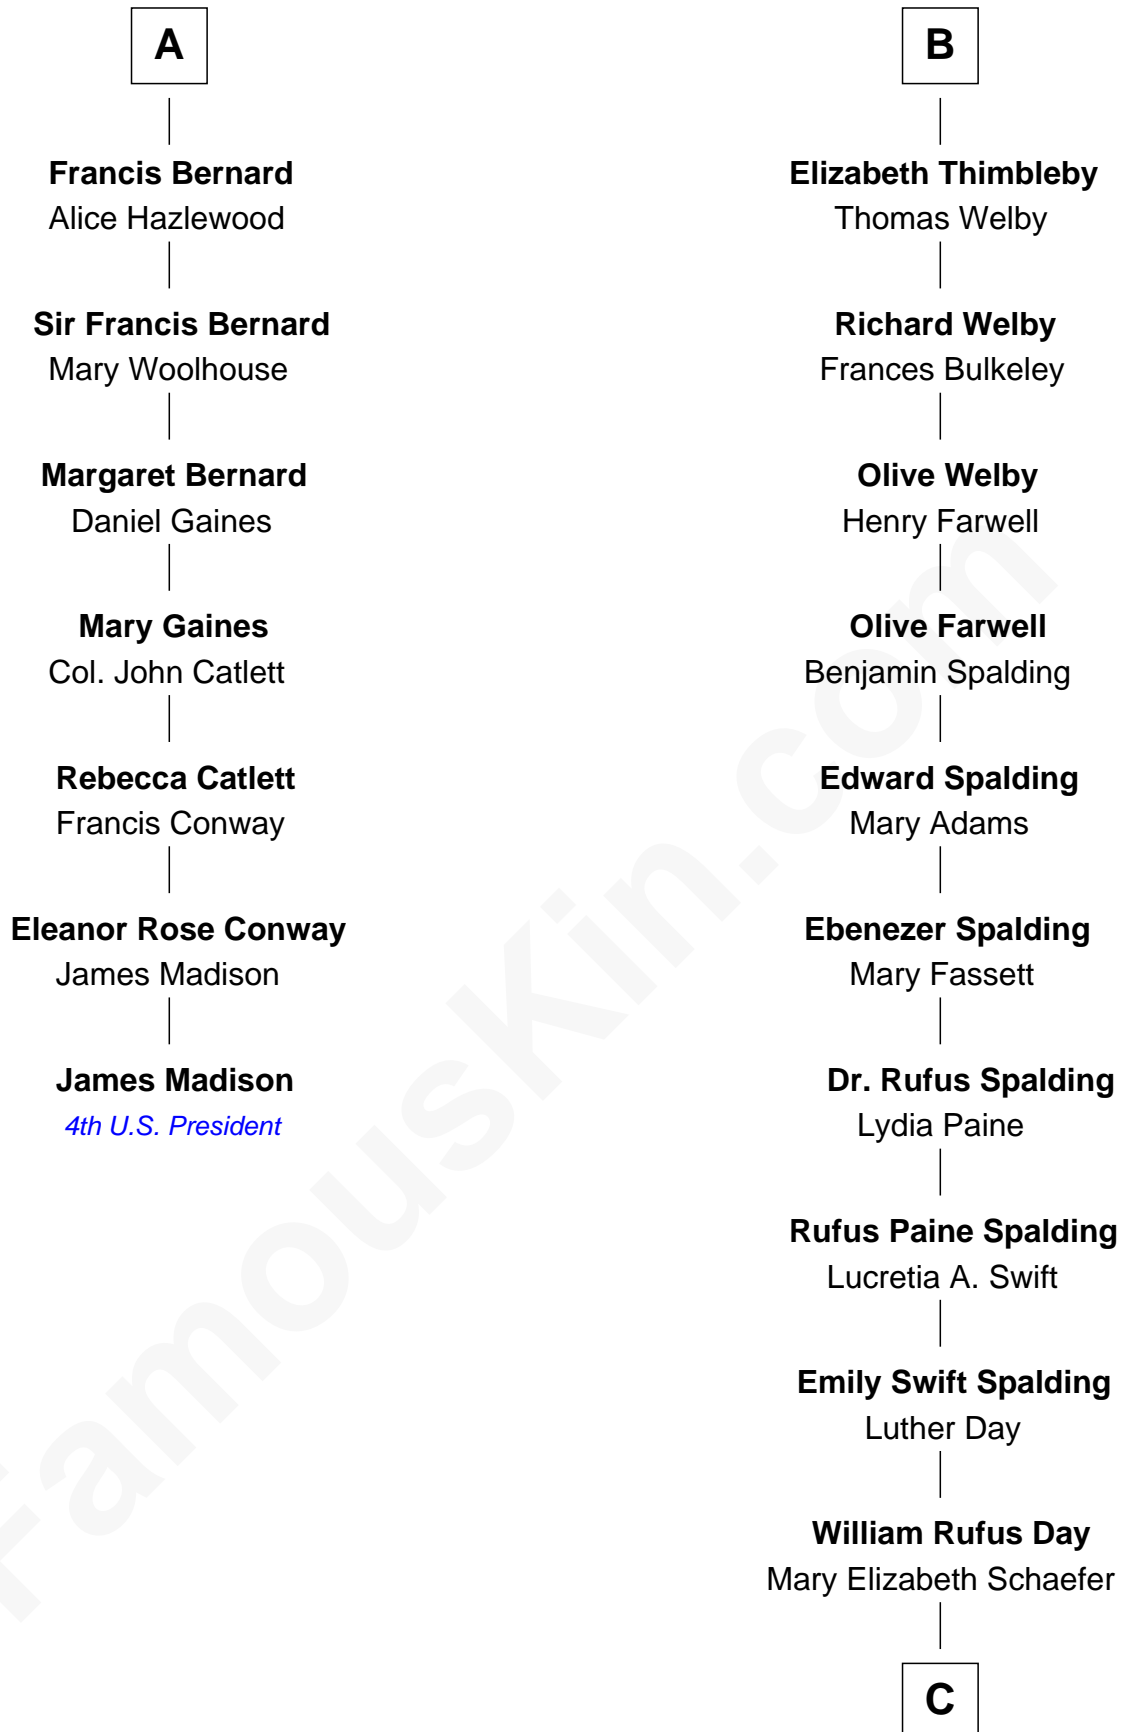 A
Francis Bernard
Alice Hazlewood
Sir Francis Bernard
Mary Woolhouse
Margaret Bernard
Daniel Gaines
Mary Gaines
Col. John Catlett
Rebecca Catlett
Francis Conway
Eleanor Rose Conway
James Madison
James Madison
4th U.S. President
B
Elizabeth Thimbleby
Thomas Welby
Richard Welby
Frances Bulkeley
Olive Welby
Henry Farwell
Olive Farwell
Benjamin Spalding
Edward Spalding
Mary Adams
Ebenezer Spalding
Mary Fassett
Dr. Rufus Spalding
Lydia Paine
Rufus Paine Spalding
Lucretia A. Swift
Emily Swift Spalding
Luther Day
William Rufus Day
Mary Elizabeth Schaefer
C
FamousKin.com